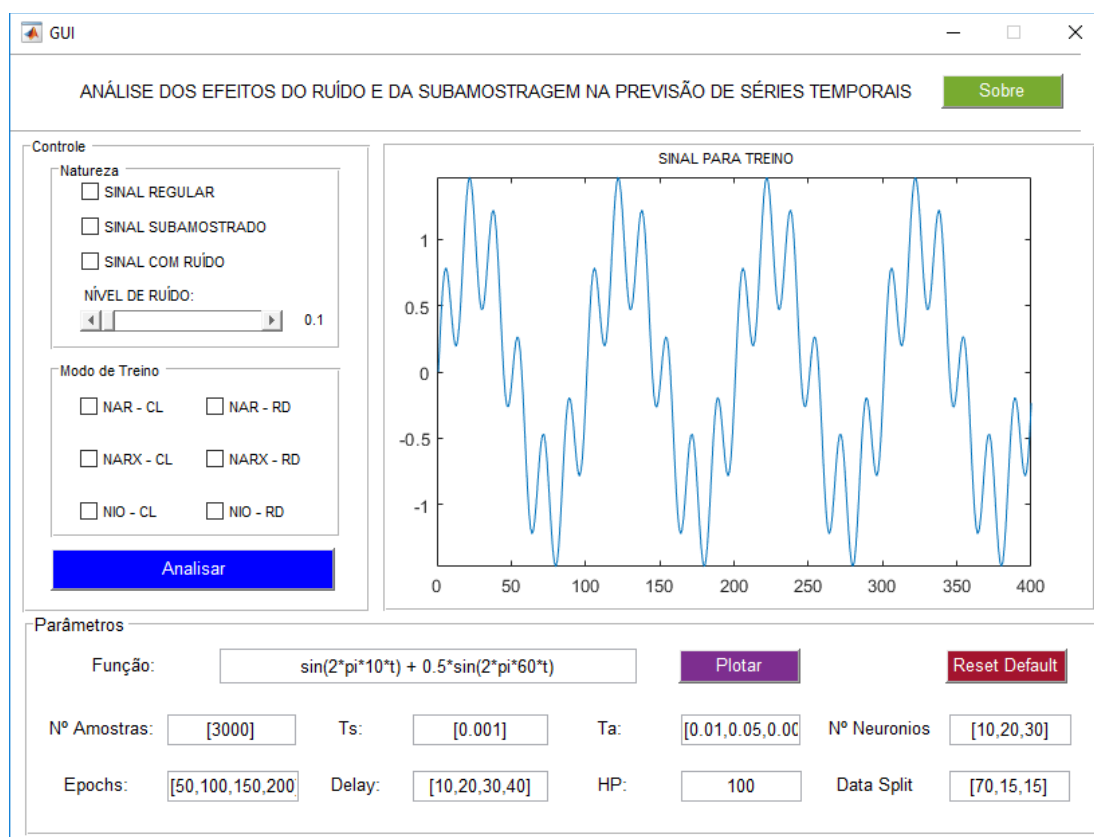 GUI
ANÁLISE DOS EFEITOS DO RUÍDO E DA SUBAMOSTRAGEM NA PREVISÃO DE SÉRIES TEMPORAIS
Sobre
Controle
Natureza
SINAL REGULAR
SINAL SUBAMOSTRADO
SINAL COM RUÍDO
NÍVEL DE RUÍDO:
0.1
Modo de Treino
NAR - CL NAR - RD
NARX - CL NARX - RD
NIO - CL NIO - RD
Analisar
SINAL PARA TREINO
1
0.5
0
-0.5
-1
0 50 100 150 200 250 300 350 400
Parâmetros
Função: sin(2*pi*10*t) + 0.5*sin(2*pi*60*t) Plotar Reset Default
Nº Amostras: [3000] Ts: [0.001] Ta: [0.01,0.05,0.00 Nº Neuronios [10,20,30]
Epochs: [50,100,150,200] Delay: [10,20,30,40] HP: 100 Data Split [70,15,15]